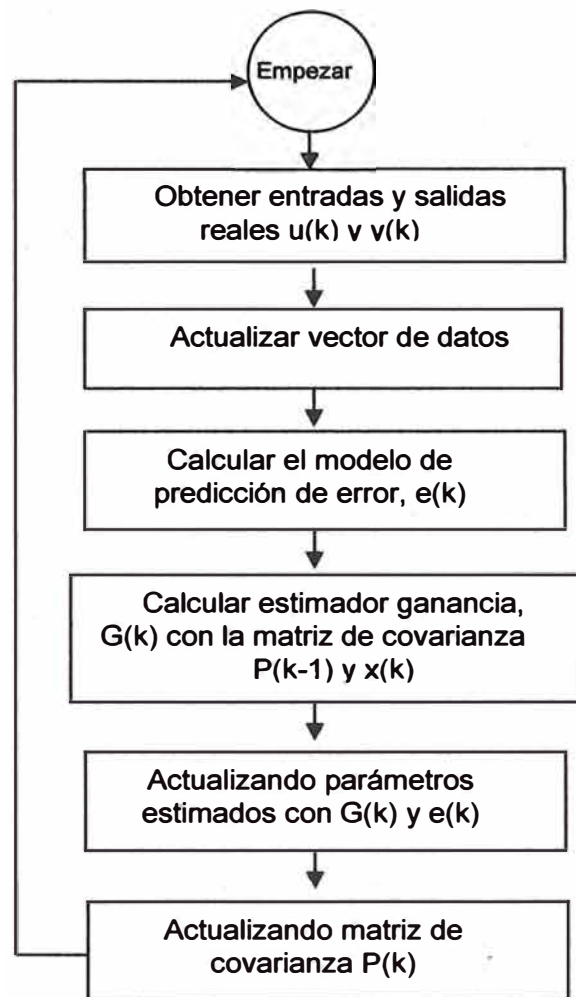 Empezar
Obtener entradas y salidas
reales u(k) y y(k)
Actualizar vector de datos
Calcular el modelo de
predicción de error, e(k)
Calcular estimador ganancia,
G(k) con la matriz de covarianza
P(k-1) y x(k)
Actualizando parámetros
estimados con G(k) y e(k)
Actualizando matriz de
covarianza P(k)